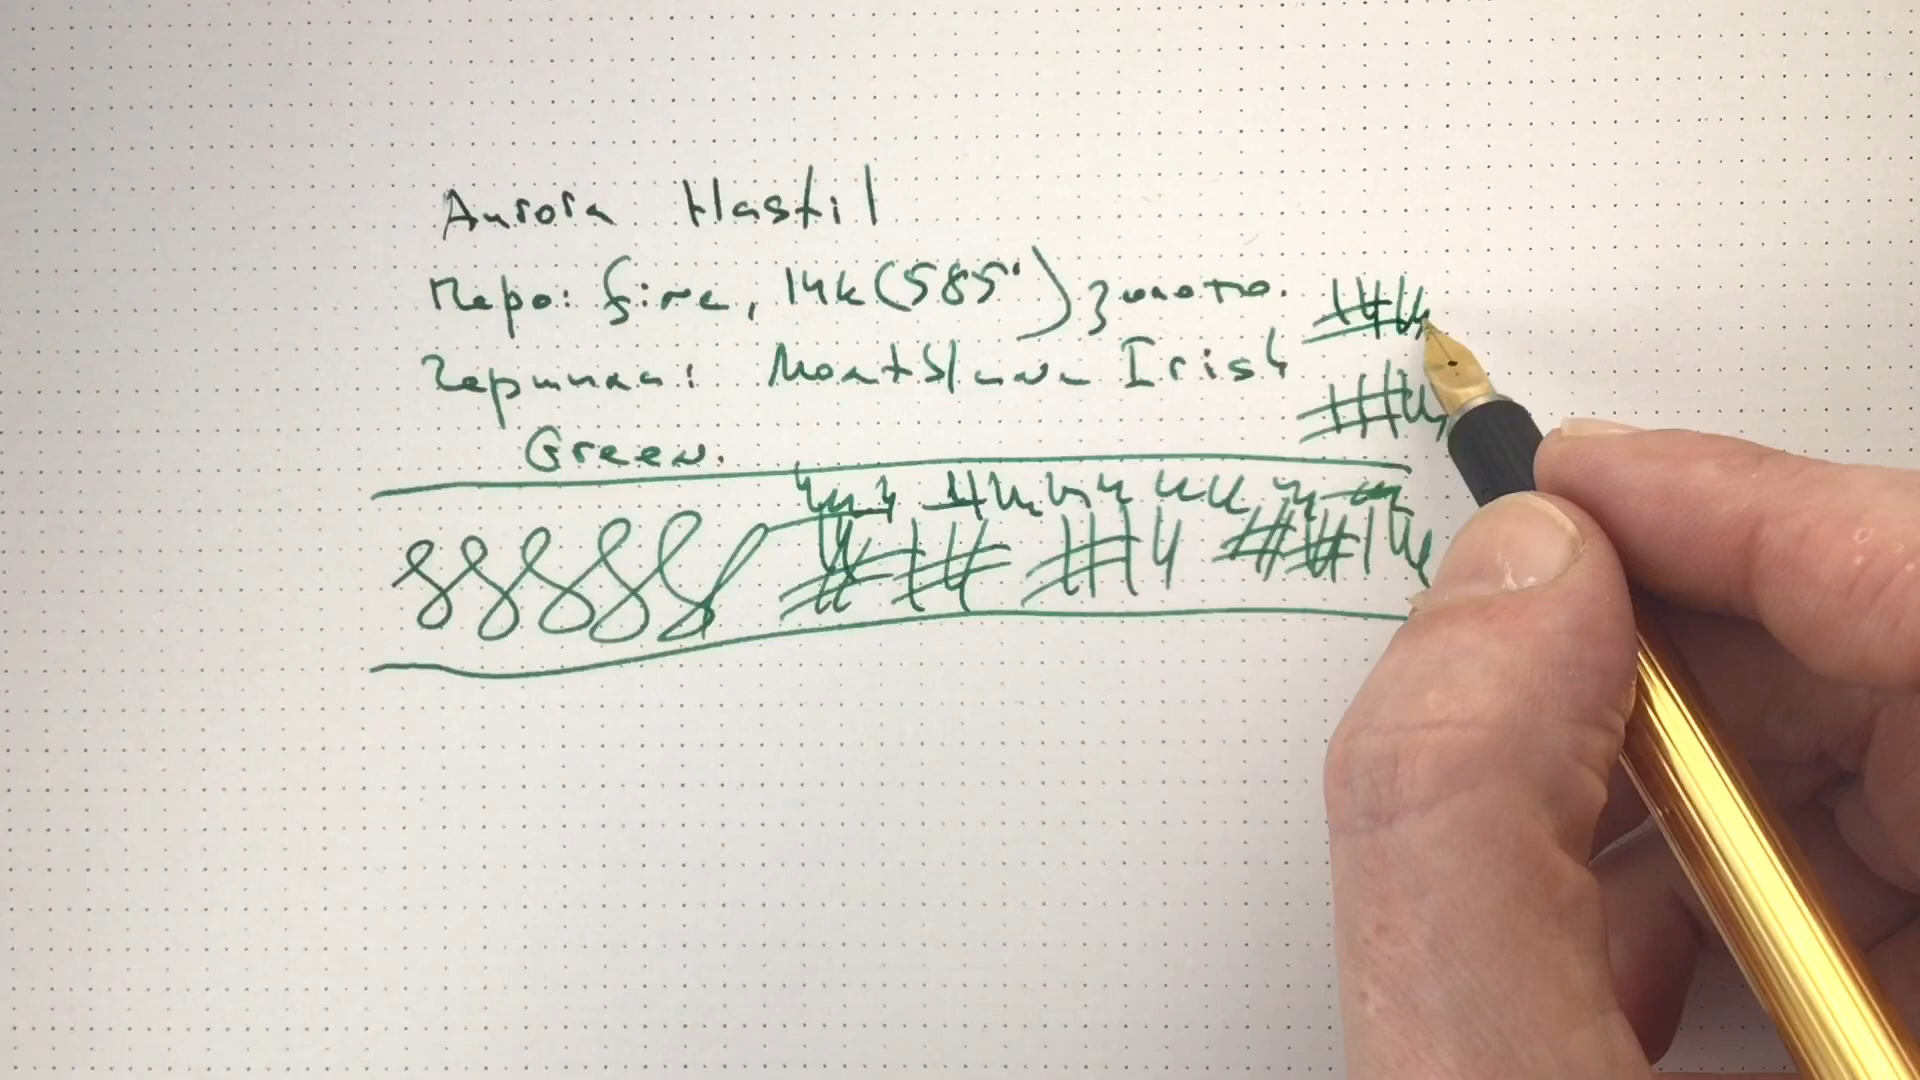 Aurora Hastil
Перо: fine, 14k (585°) золото.
Чернила: Montblanc Irish
Green.